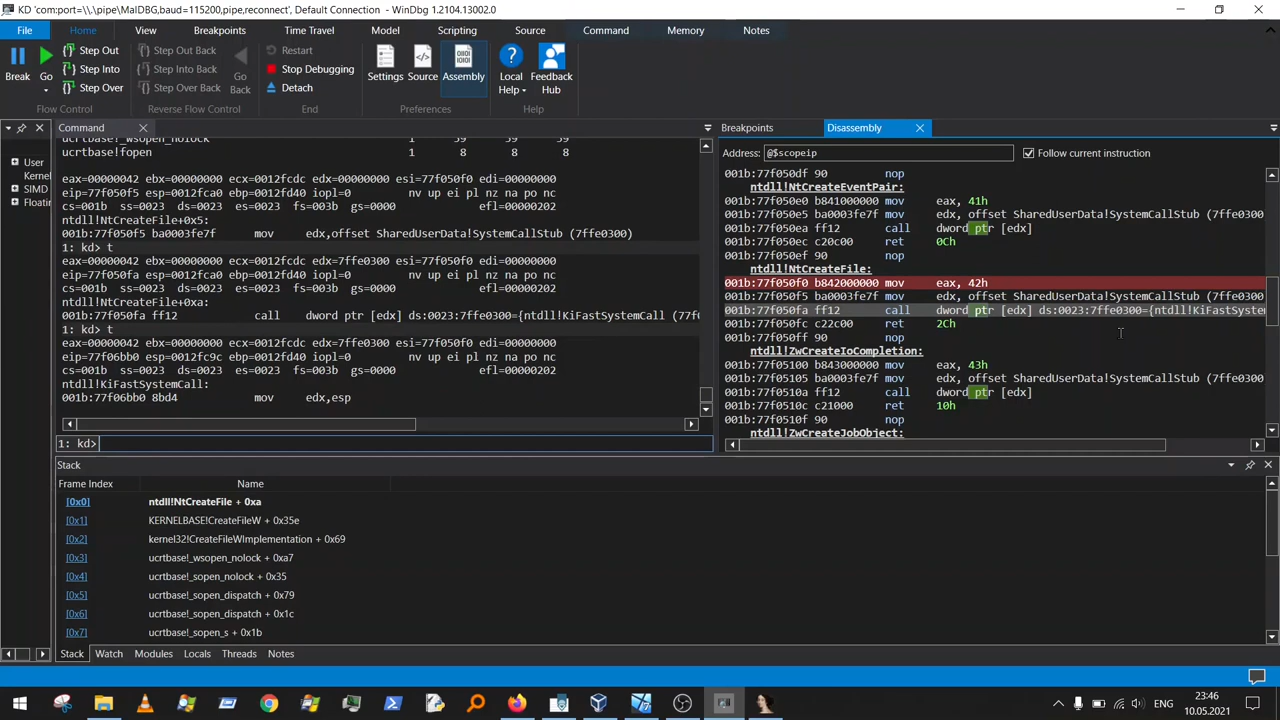 KD 'com:port=\\.\pipe\MalDBG,baud=115200,pipe,reconnect', Default Connection - WinDbg 1.2104.13002.0
File Home View Breakpoints Time Travel Model Scripting Source Command Memory Notes
Break
Go
Step Out
Step Into
Step Over
Flow Control
Step Out Back
Step Into Back
Step Over Back
Go Back
Reverse Flow Control
Restart
Stop Debugging
Detach
End
Settings Source Assembly
Preferences
Local Help
Feedback Hub
Help
User
Kernel
SIMD
Floatin
Command
ucrtbase!_wsopen_nolock 1 59 59 59
ucrtbase!fopen 1 8 8 8
eax=00000042 ebx=00000000 ecx=0012fcdc edx=00000000 esi=77f050f0 edi=00000000
eip=77f050f5 esp=0012fca0 ebp=0012fd40 iopl=0 nv up ei pl nz na po nc
cs=001b ss=0023 ds=0023 es=0023 fs=003b gs=0000 efl=00000202
ntdll!NtCreateFile+0x5:
001b:77f050f5 ba0003fe7f mov edx,offset SharedUserData!SystemCallStub (7ffe0300)
1: kd> t
eax=00000042 ebx=00000000 ecx=0012fcdc edx=7ffe0300 esi=77f050f0 edi=00000000
eip=77f050fa esp=0012fca0 ebp=0012fd40 iopl=0 nv up ei pl nz na po nc
cs=001b ss=0023 ds=0023 es=0023 fs=003b gs=0000 efl=00000202
ntdll!NtCreateFile+0xa:
001b:77f050fa ff12 call dword ptr [edx] ds:0023:7ffe0300={ntdll!KiFastSystemCall (77f
1: kd> t
eax=00000042 ebx=00000000 ecx=0012fcdc edx=7ffe0300 esi=77f050f0 edi=00000000
eip=77f06bb0 esp=0012fc9c ebp=0012fd40 iopl=0 nv up ei pl nz na po nc
cs=001b ss=0023 ds=0023 es=0023 fs=003b gs=0000 efl=00000202
ntdll!KiFastSystemCall:
001b:77f06bb0 8bd4 mov edx,esp
1: kd>
Breakpoints Disassembly
Address: @$scopeip Follow current instruction
001b:77f050df 90 nop
ntdll!NtCreateEventPair:
001b:77f050e0 b841000000 mov eax, 41h
001b:77f050e5 ba0003fe7f mov edx, offset SharedUserData!SystemCallStub (7ffe0300
001b:77f050ea ff12 call dword ptr [edx]
001b:77f050ec c20c00 ret 0Ch
001b:77f050ef 90 nop
ntdll!NtCreateFile:
001b:77f050f0 b842000000 mov eax, 42h
001b:77f050f5 ba0003fe7f mov edx, offset SharedUserData!SystemCallStub (7ffe0300
001b:77f050fa ff12 call dword ptr [edx] ds:0023:7ffe0300={ntdll!KiFastSyste
001b:77f050fc c22c00 ret 2Ch
001b:77f050ff 90 nop
ntdll!ZwCreateIoCompletion:
001b:77f05100 b843000000 mov eax, 43h
001b:77f05105 ba0003fe7f mov edx, offset SharedUserData!SystemCallStub (7ffe0300
001b:77f0510a ff12 call dword ptr [edx]
001b:77f0510c c21000 ret 10h
001b:77f0510f 90 nop
ntdll!ZwCreateJobObject:
Stack
Frame Index Name
[0x0] ntdll!NtCreateFile + 0xa
[0x1] KERNELBASE!CreateFileW + 0x35e
[0x2] kernel32!CreateFileWImplementation + 0x69
[0x3] ucrtbase!_wsopen_nolock + 0xa7
[0x4] ucrtbase!_sopen_nolock + 0x35
[0x5] ucrtbase!_sopen_dispatch + 0x79
[0x6] ucrtbase!_sopen_dispatch + 0x1c
[0x7] ucrtbase!_sopen_s + 0x1b
Stack Watch Modules Locals Threads Notes
ENG
23:46
10.05.2021